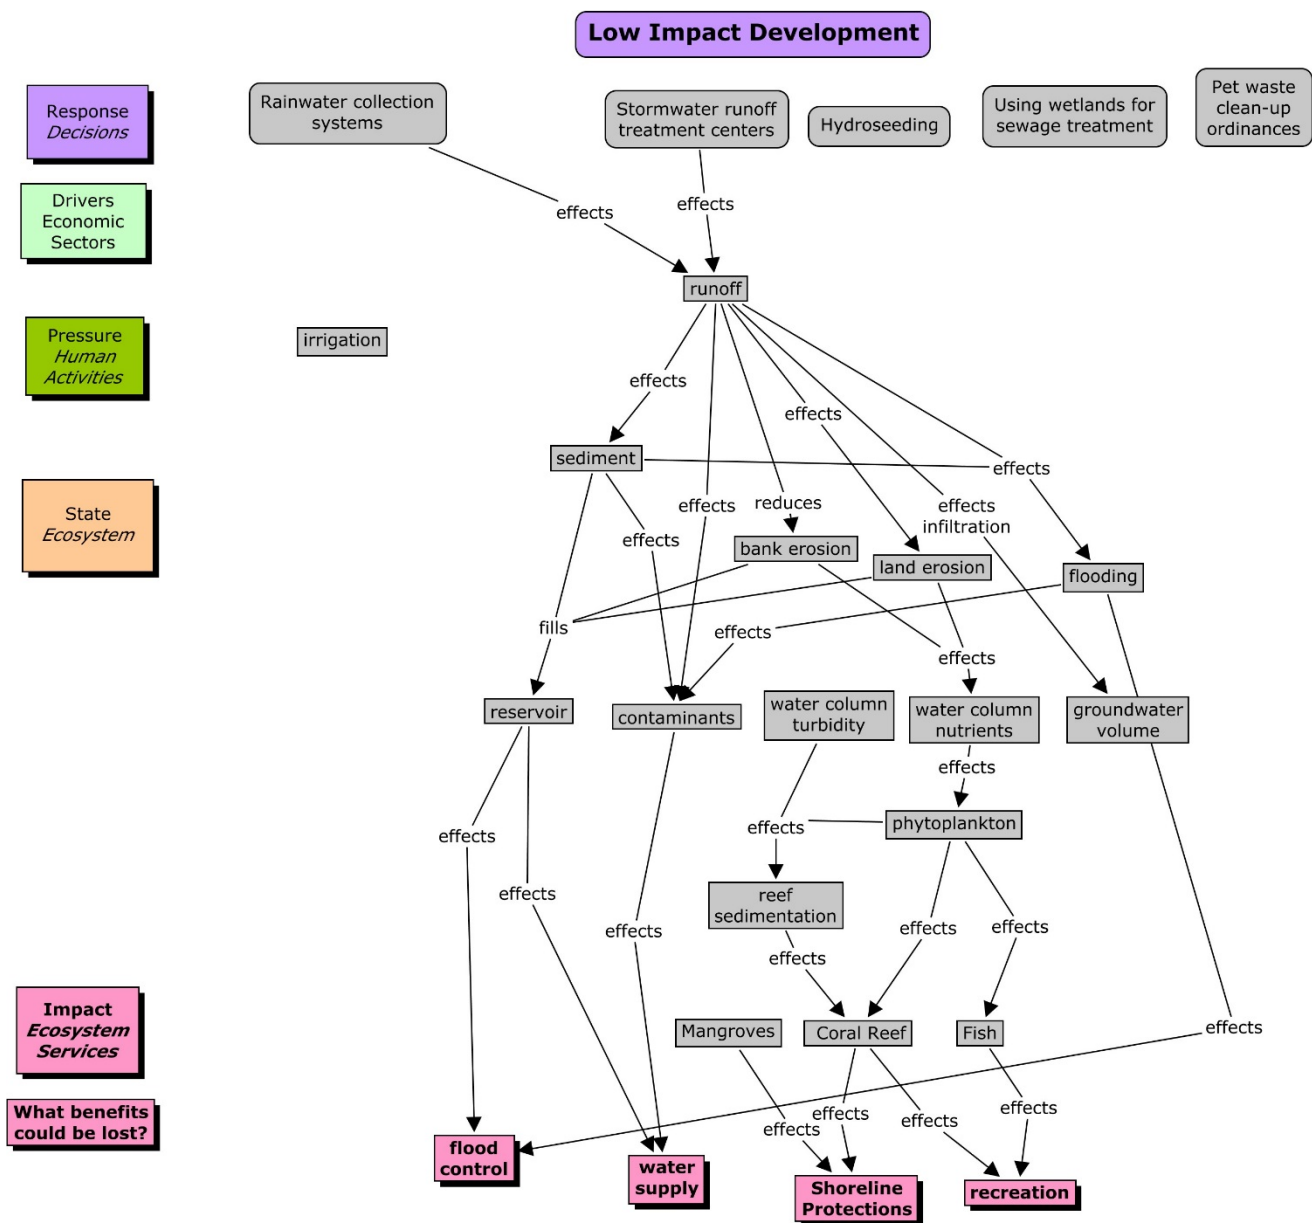 Low Impact Development
Response
Decisions
Rainwater collection
systems
Stormwater runoff
treatment centers
Hydroseeding
Using wetlands for
sewage treatment
Pet waste
clean-up
ordinances
Drivers
Economic
Sectors
effects
effects
runoff
Pressure
Human
Activities
irrigation
effects
effects
sediment
effects
State
Ecosystem
effects
reduces
effects
infiltration
effects
bank erosion
land erosion
flooding
fills
effects
effects
reservoir
contaminants
water column
turbidity
water column
nutrients
groundwater
volume
effects
effects
effects
phytoplankton
effects
reef
sedimentation
effects
effects
effects
effects
Impact
Ecosystem
Services
Mangroves
Coral Reef
Fish
effects
What benefits
could be lost?
effects
effects
effects
effects
flood
control
water
supply
Shoreline
Protections
recreation